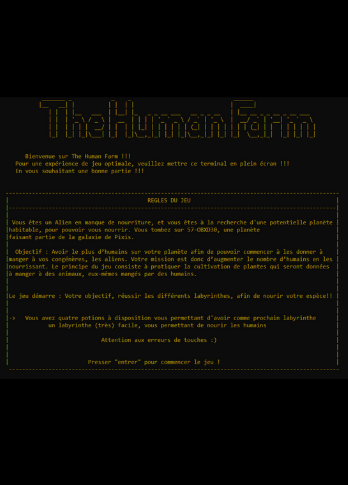 The Human Farm
Bienvenue sur The Human Farm !!!
Pour une expérience de jeu optimale, veuillez mettre ce terminal en plein écran !!!
En vous souhaitant une bonne partie !!!
REGLES DU JEU
Vous êtes un Alien en manque de nourriture, et vous êtes à la recherche d'une potentielle planète
habitable, pour pouvoir vous nourrir. Vous tombez sur une planète
faisant partie de la galaxie de Pixis.
Objectif : Avoir le plus d'humains sur votre planète afin de pouvoir commencer à les donner à
manger à vos congénères, les aliens. Votre mission est donc d'augmenter le nombre d'humains en les
nourrissant. Le principe du jeu consiste à pratiquer la cultivation de plantes qui seront données
à manger à des animaux, eux-mêmes mangés par des humains.
Le jeu démarre : Votre objectif, réussir les différents labyrinthes, afin de nourir votre espèce!!
-> Vous avez quatre potions à disposition vous permettant d'avoir comme prochain labyrinthe
un labyrinthe (très) facile, vous permettant de nourir les humains
Attention aux erreurs de touches :)
Presser "entrer" pour commencer le jeu !